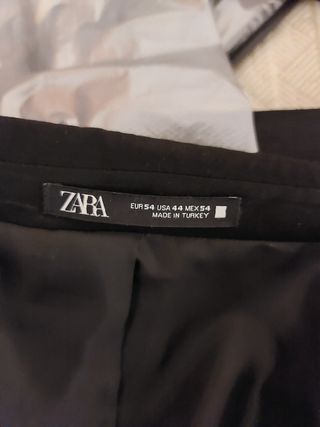 ZARA
EUR 54 USA 44 MEX 54
MADE IN TURKEY